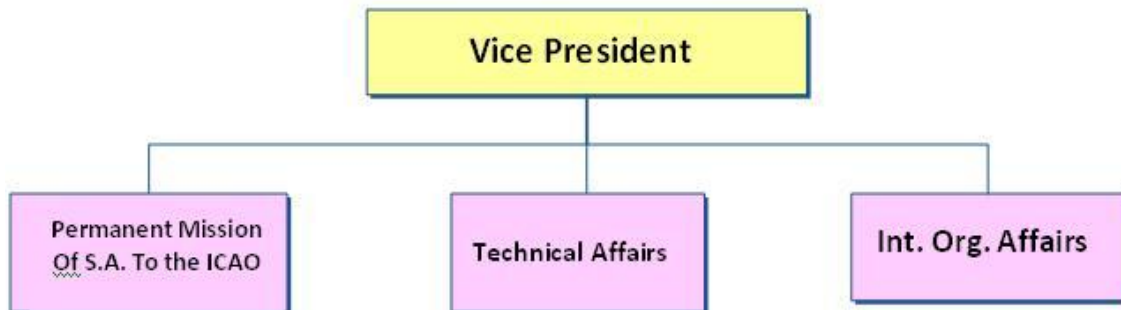 Vice President
Permanent Mission
Of S.A. To the ICAO
Technical Affairs
Int. Org. Affairs